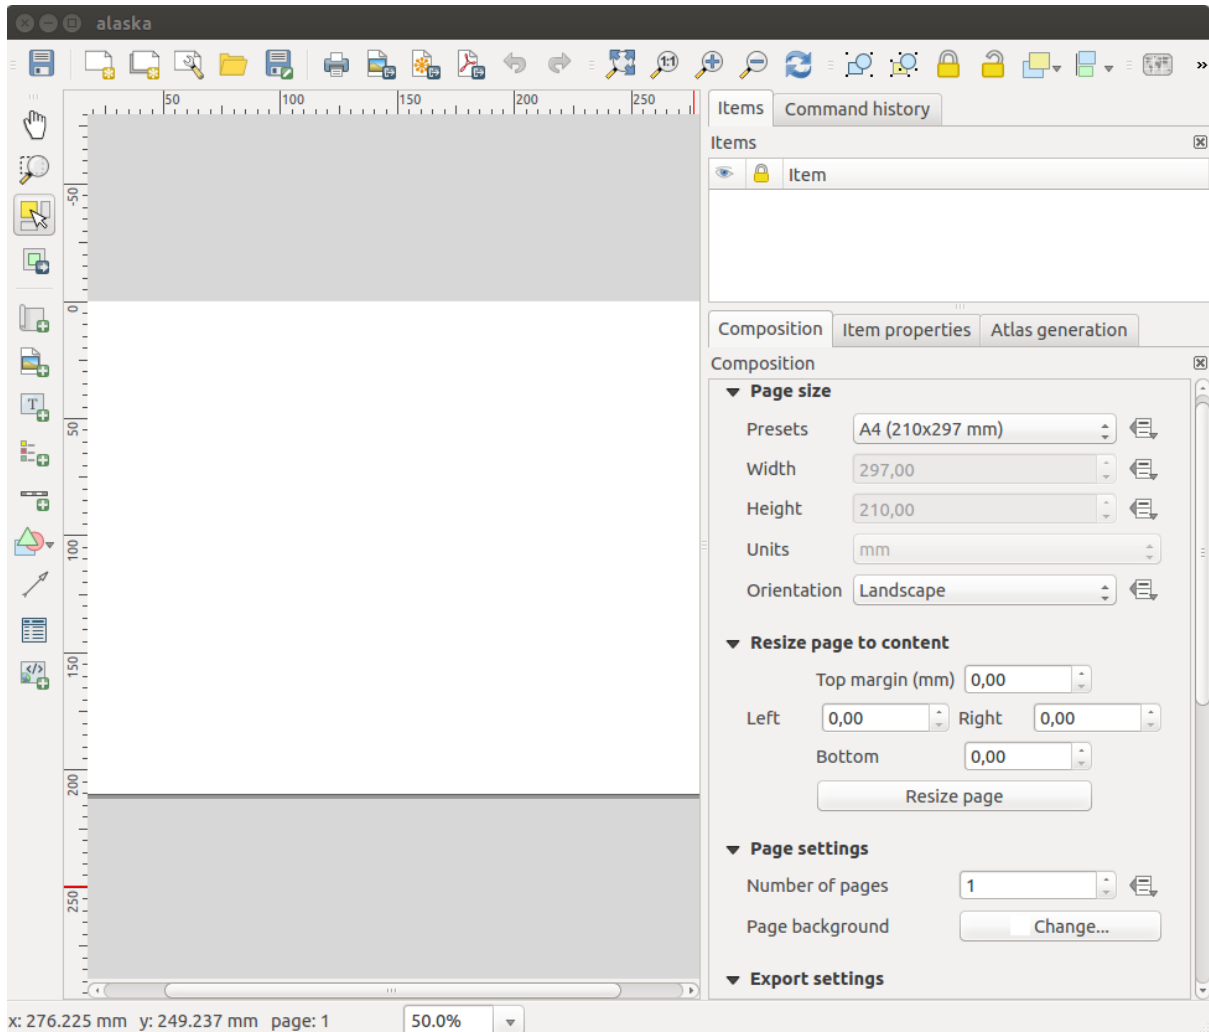 alaska
1:1
»
50 100 150 200 250
-50
0
50
100
150
200
250
T
</>
Items Command history
Items
Item
Composition Item properties Atlas generation
Composition
Page size
Presets A4 (210x297 mm)
Width 297,00
Height 210,00
Units mm
Orientation Landscape
Resize page to content
Top margin (mm) 0,00
Left 0,00 Right 0,00
Bottom 0,00
Resize page
Page settings
Number of pages 1
Page background Change...
Export settings
x: 276.225 mm y: 249.237 mm page: 1 50.0%